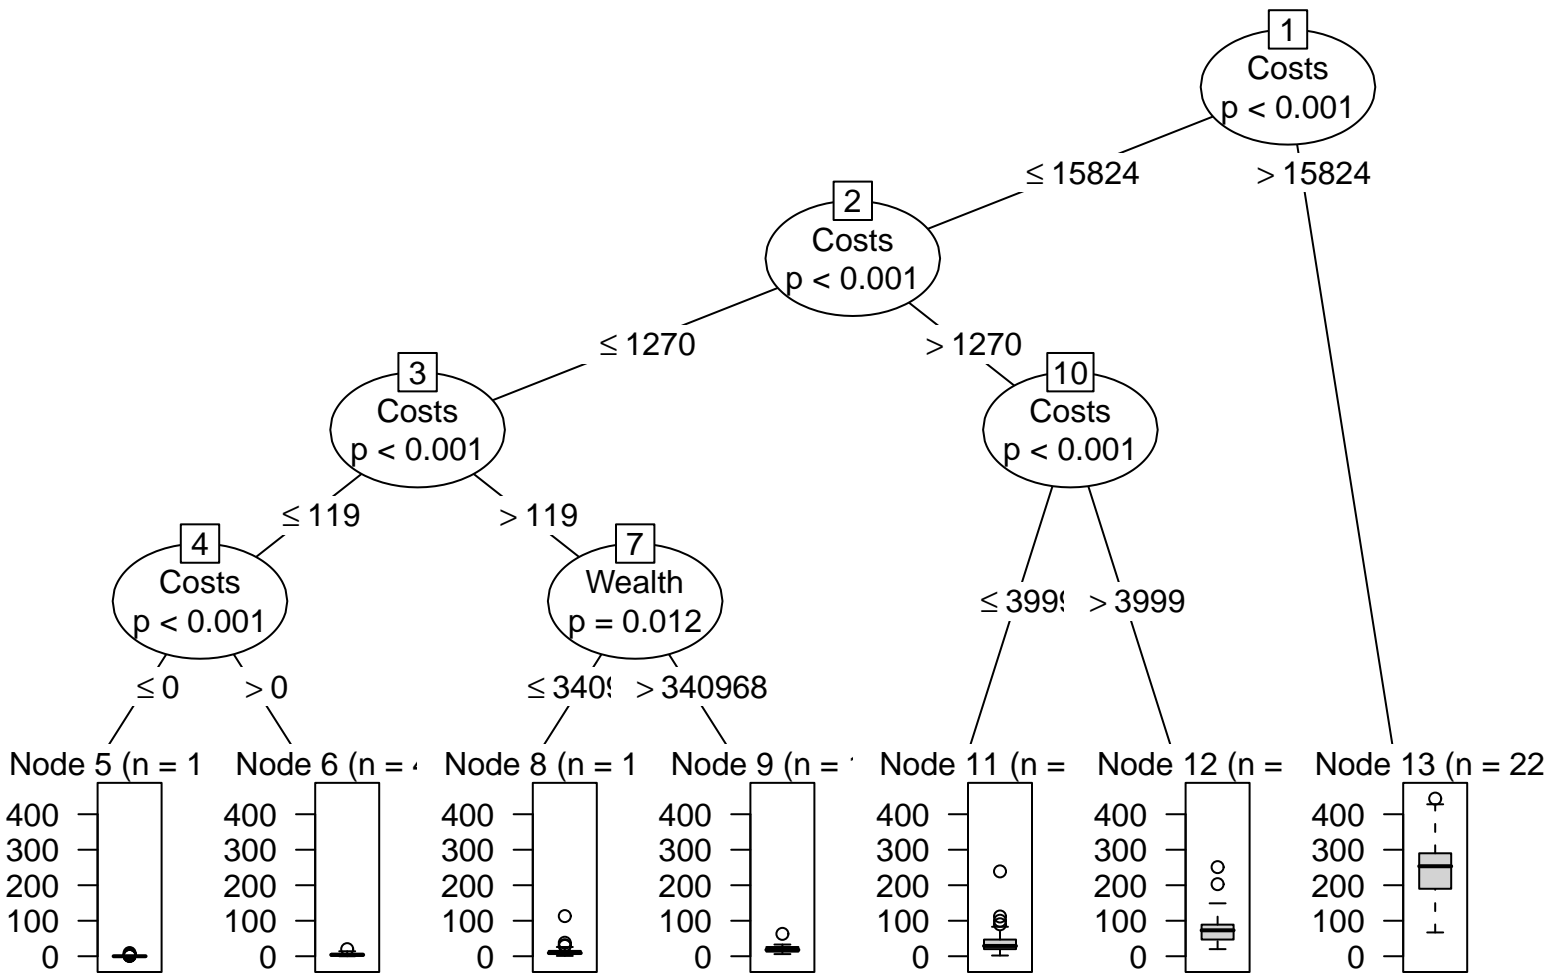 1
Costs
p < 0.001
≤ 15824
> 15824
2
Costs
p < 0.001
≤ 1270
> 1270
3
Costs
p < 0.001
10
Costs
p < 0.001
≤ 119
> 119
4
Costs
p < 0.001
7
Wealth
p = 0.012
≤ 3999
> 3999
≤ 0
> 0
≤ 340
> 340968
Node 5 (n = 1
Node 6 (n =
Node 8 (n = 1
Node 9 (n =
Node 11 (n =
Node 12 (n =
Node 13 (n = 22
400
300
200
100
0
400
300
200
100
0
400
300
200
100
0
400
300
200
100
0
400
300
200
100
0
400
300
200
100
0
400
300
200
100
0